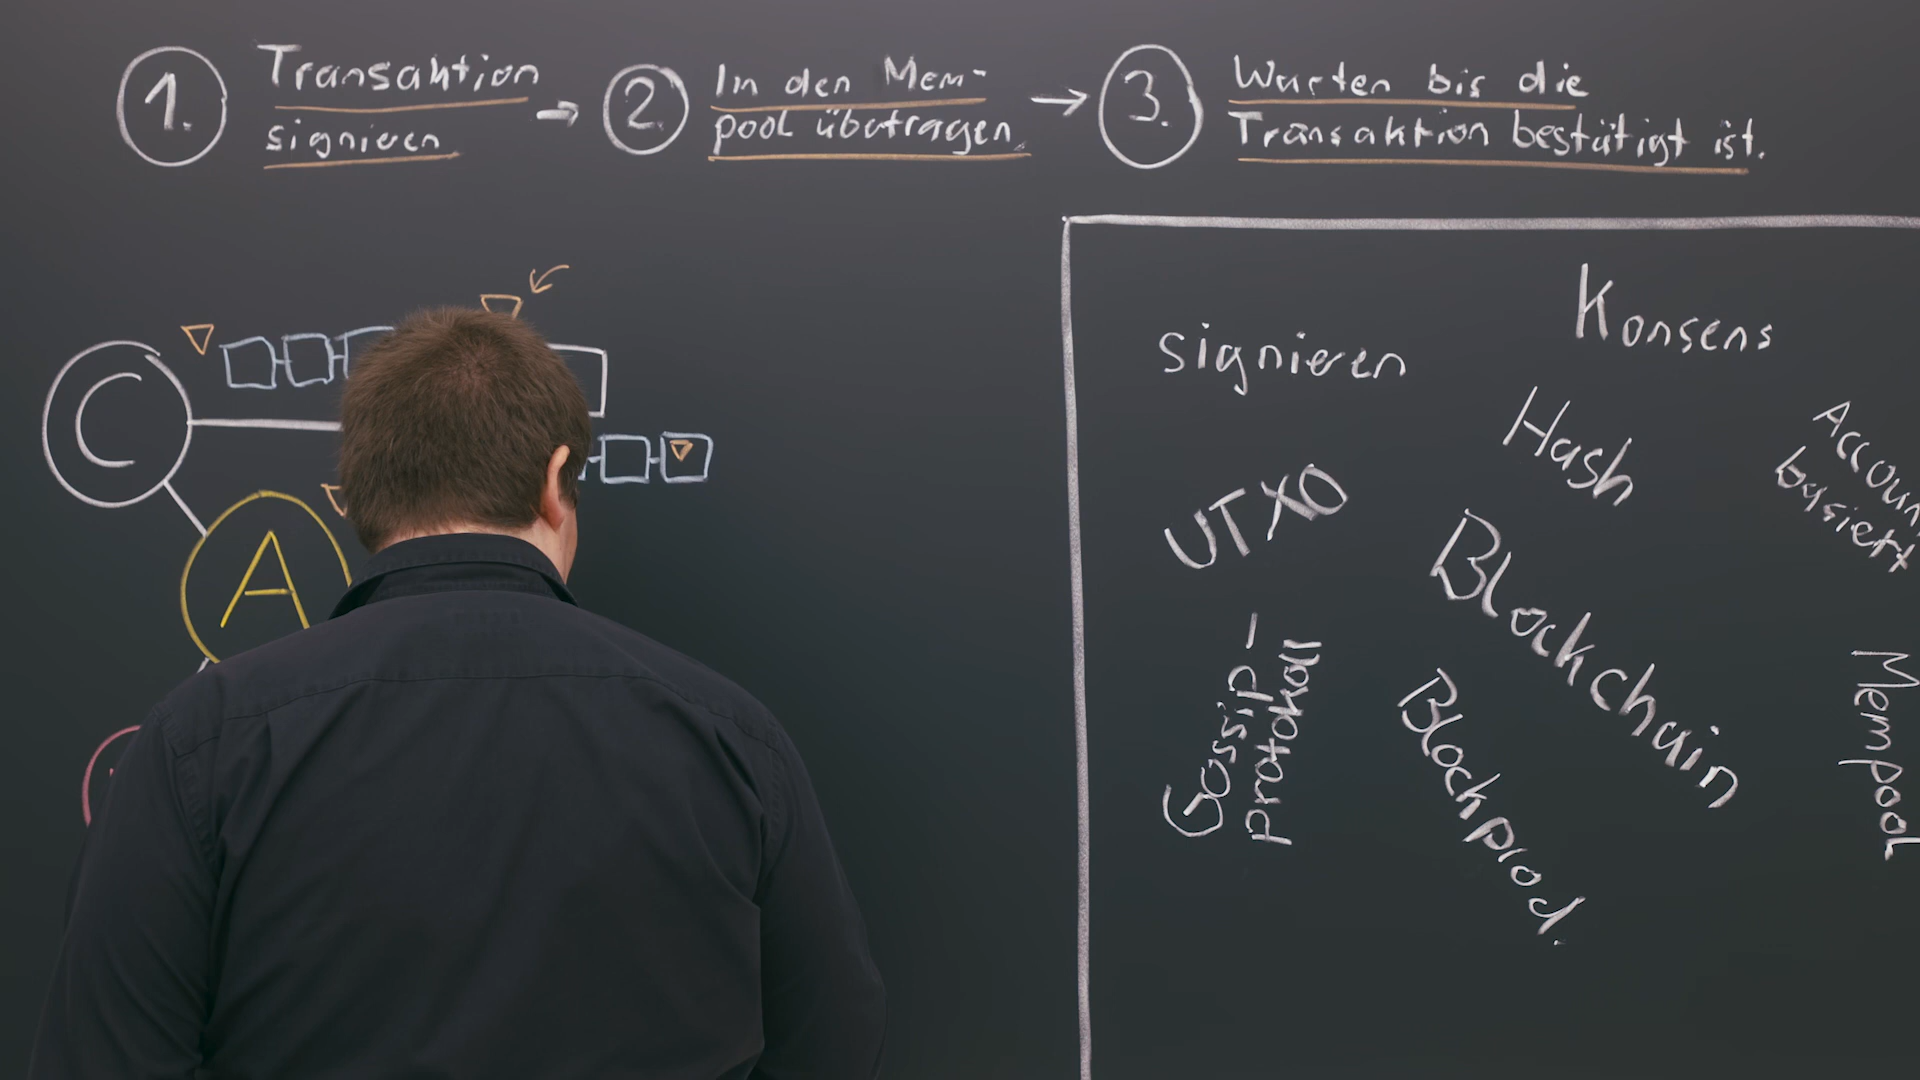 1.
Transaktion
signieren
2.
In den Mem-
pool übertragen.
3.
Warten bis die
Transaktion bestätigt ist.
C
A
Konsens
signieren
Hash
UTXO
Blockchain
Gossip-
protokoll
Blockprod.
basiert
Mempool